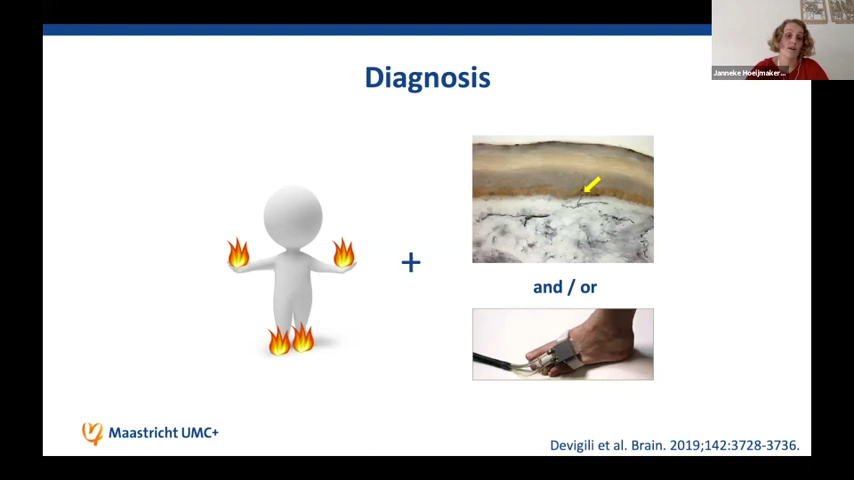 Diagnosis
Janneke Hoeijmaker...
+
and / or
Maastricht UMC+
Devigili et al. Brain. 2019;142:3728-3736.